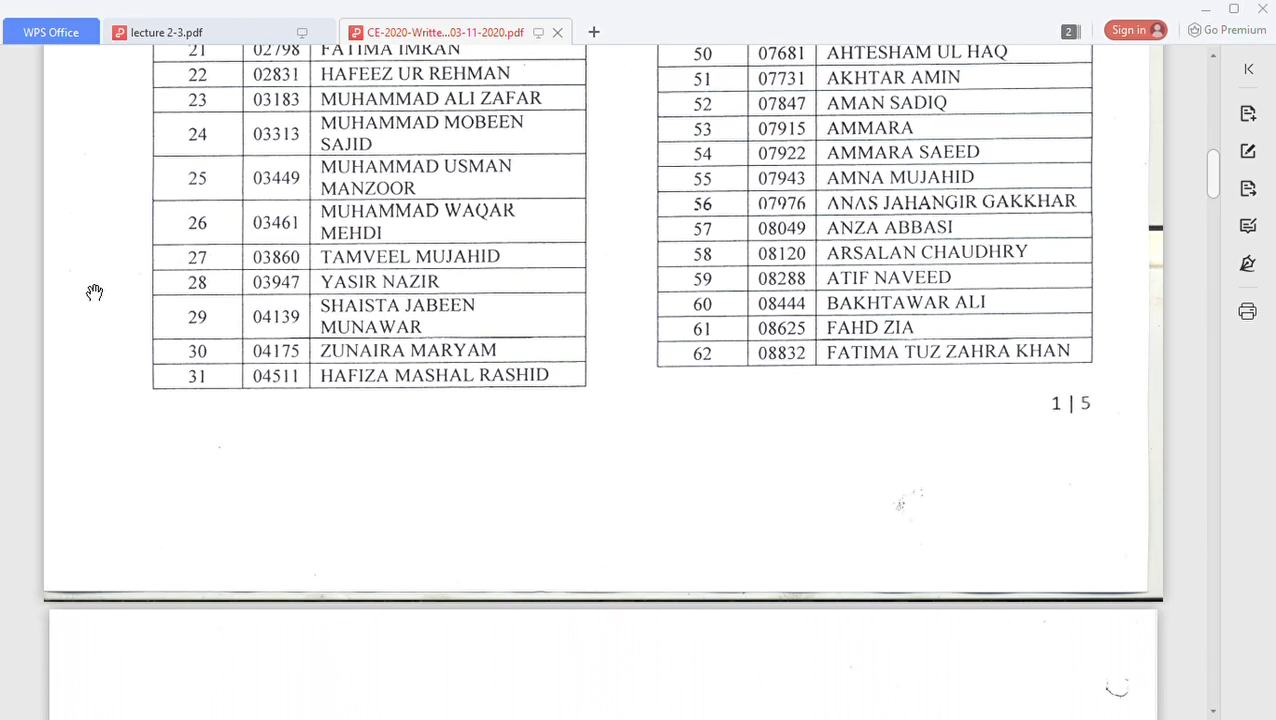 WPS Office
lecture 2-3.pdf
CE-2020-Writte...03-11-2020.pdf
2
Sign in
Go Premium
21 02798 FATIMA IMRAN
22 02831 HAFEEZ UR REHMAN
23 03183 MUHAMMAD ALI ZAFAR
24 03313 MUHAMMAD MOBEEN
SAJID
25 03449 MUHAMMAD USMAN
MANZOOR
26 03461 MUHAMMAD WAQAR
MEHDI
27 03860 TAMVEEL MUJAHID
28 03947 YASIR NAZIR
29 04139 SHAISTA JABEEN
MUNAWAR
30 04175 ZUNAIRA MARYAM
31 04511 HAFIZA MASHAL RASHID
50 07681 AHTESHAM UL HAQ
51 07731 AKHTAR AMIN
52 07847 AMAN SADIQ
53 07915 AMMARA
54 07922 AMMARA SAEED
55 07943 AMNA MUJAHID
56 07976 ANAS JAHANGIR GAKKHAR
57 08049 ANZA ABBASI
58 08120 ARSALAN CHAUDHRY
59 08288 ATIF NAVEED
60 08444 BAKHTAWAR ALI
61 08625 FAHD ZIA
62 08832 FATIMA TUZ ZAHRA KHAN
1 | 5